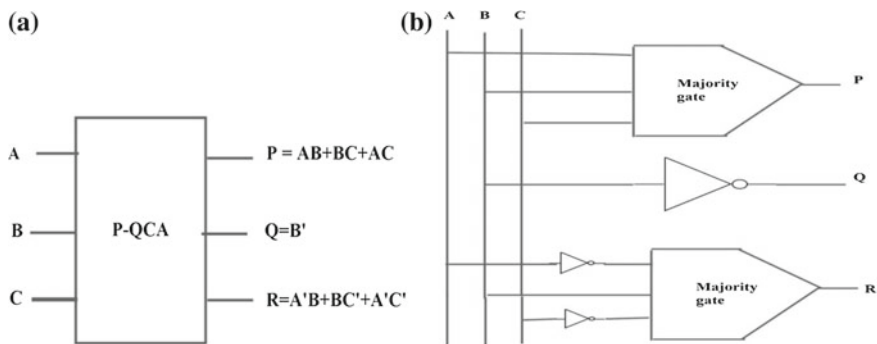 (a)
A
B
C
P-QCA
P = AB+BC+AC
Q=B'
R=A'B+BC'+A'C'
(b)
A B C
Majority
gate
P
Q
Majority
gate
R